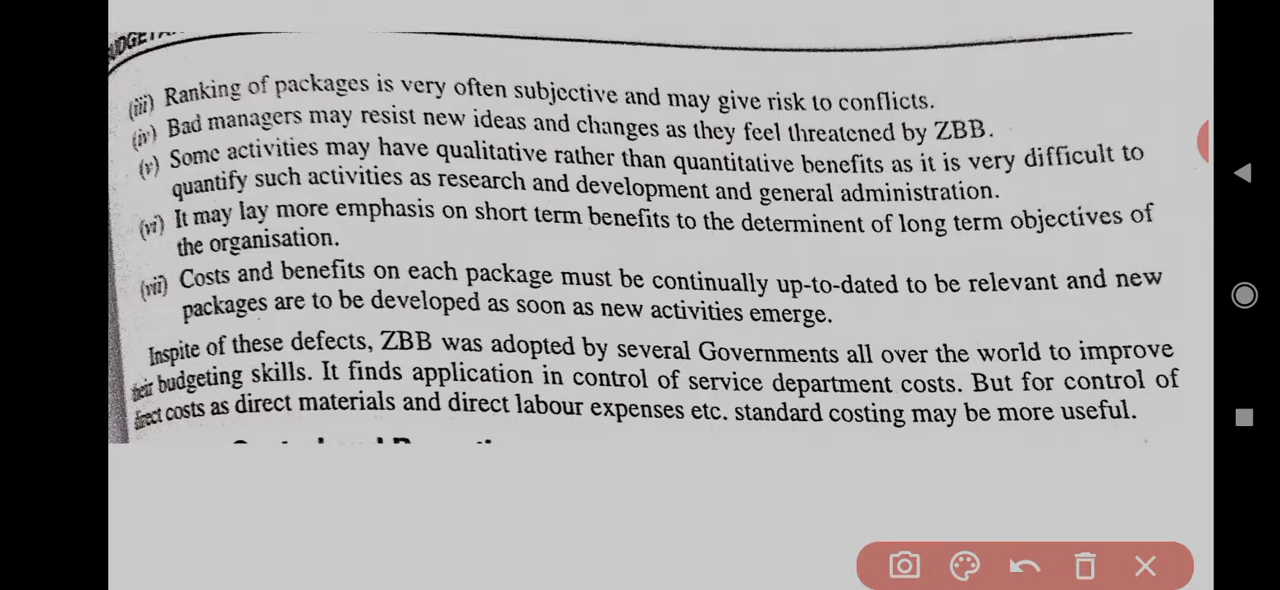 (iii) Ranking of packages is very often subjective and may give risk to conflicts.
(iv) Bad managers may resist new ideas and changes as they feel threatened by ZBB.
(v) Some activities may have qualitative rather than quantitative benefits as it is very difficult to
quantify such activities as research and development and general administration.
(vi) It may lay more emphasis on short term benefits to the determinent of long term objectives of
the organisation.
(vii) Costs and benefits on each package must be continually up-to-dated to be relevant and new
packages are to be developed as soon as new activities emerge.
Inspite of these defects, ZBB was adopted by several Governments all over the world to improve
their budgeting skills. It finds application in control of service department costs. But for control of
direct costs as direct materials and direct labour expenses etc. standard costing may be more useful.